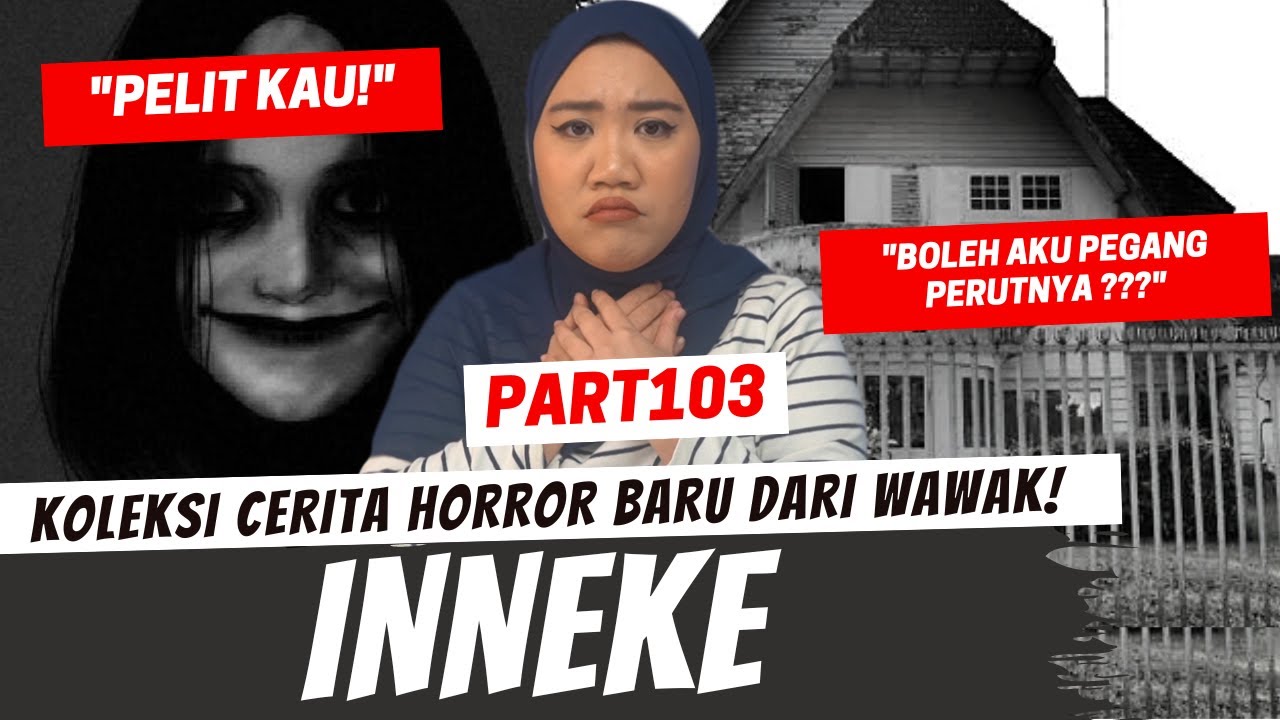 "PELIT KAU!"
"BOLEH AKU PEGANG
PERUTNYA ???"
PART103
KOLEKSI CERITA HORROR BARU DARI WAWAK!
INNEKE